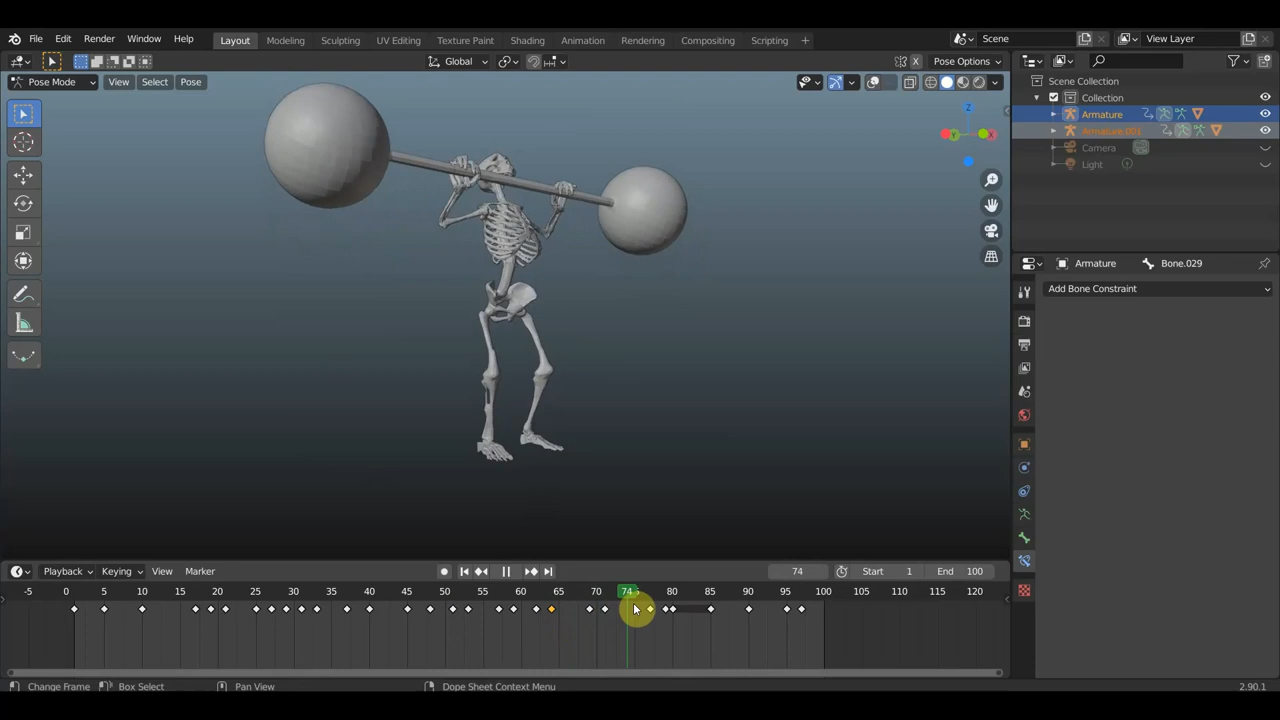 File Edit Render Window Help Layout Modeling Sculpting UV Editing Texture Paint Shading Animation Rendering Compositing Scripting + Scene View Layer
Global X Pose Options
Pose Mode View Select Pose
Scene Collection
Collection
Armature
Armature.001
Camera
Light
Z
Y X
Armature Bone.029
Add Bone Constraint
Playback Keying View Marker 74 Start 1 End 100
-5 0 5 10 15 20 25 30 35 40 45 50 55 60 65 70 74 80 85 90 95 100 105 110 115 120
Change Frame Box Select Pan View Dope Sheet Context Menu 2.90.1